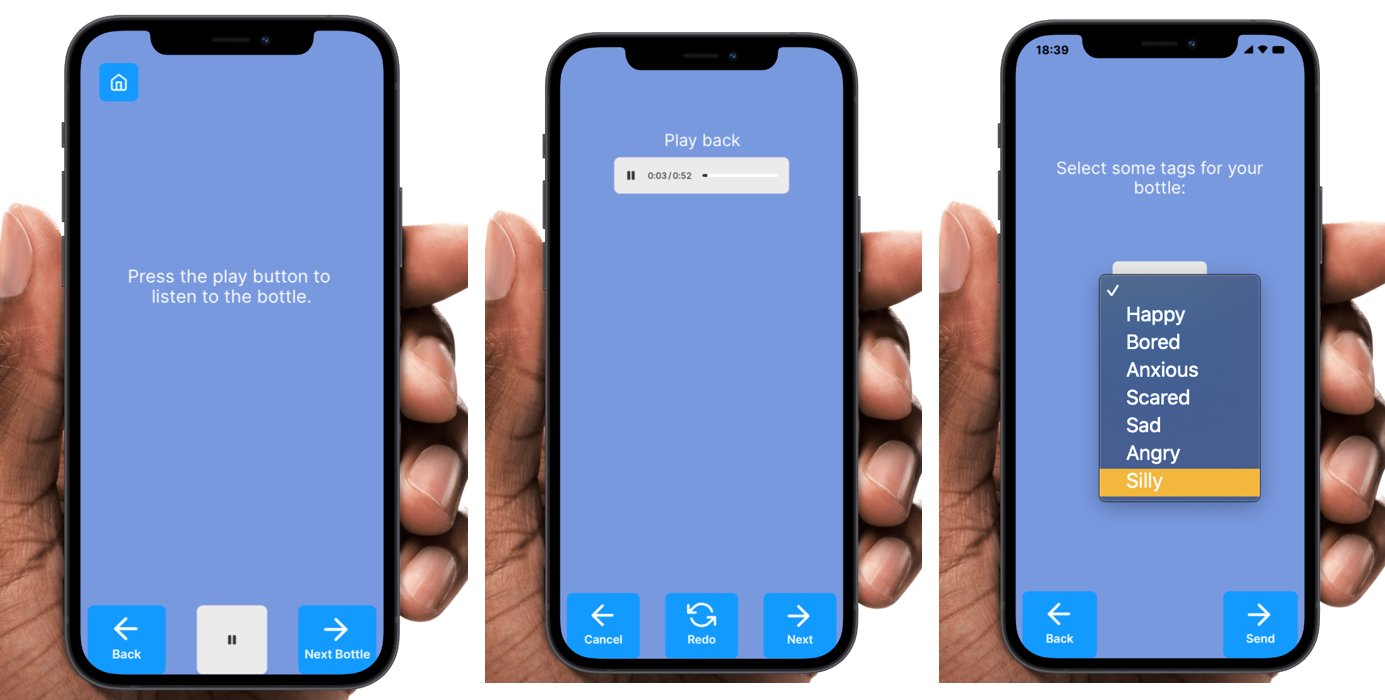 Press the play button to
listen to the bottle.
Back
Next Bottle
Play back
0:03 / 0:52
Cancel
Redo
Next
18:39
Select some tags for your
bottle:
✓
Happy
Bored
Anxious
Scared
Sad
Angry
Silly
Back
Send